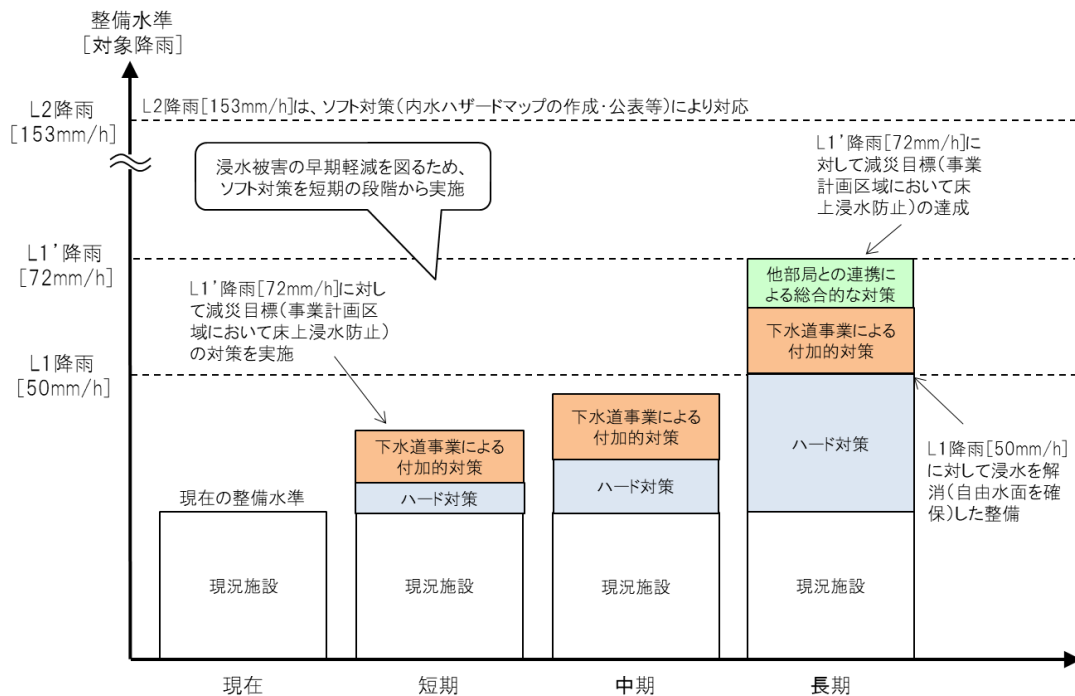 整備水準
[対象降雨]
L2降雨
[153mm/h]
L2降雨[153mm/h]は、ソフト対策(内水ハザードマップの作成・公表等)により対応
浸水被害の早期軽減を図るため、
ソフト対策を短期の段階から実施
L1’降雨[72mm/h]に
対して減災目標(事業
計画区域において床
上浸水防止)の達成
L1’降雨
[72mm/h]
L1’降雨[72mm/h]に対し
て減災目標(事業計画区
域において床上浸水防止)
の対策を実施
他部局との連携に
よる総合的な対策
下水道事業による
付加的対策
L1降雨
[50mm/h]
下水道事業による
付加的対策
下水道事業による
付加的対策
ハード対策
ハード対策
ハード対策
L1降雨[50mm/h]
に対して浸水を解
消(自由水面を確
保)した整備
現在の整備水準
現況施設
現況施設
現況施設
現況施設
現在
短期
中期
長期